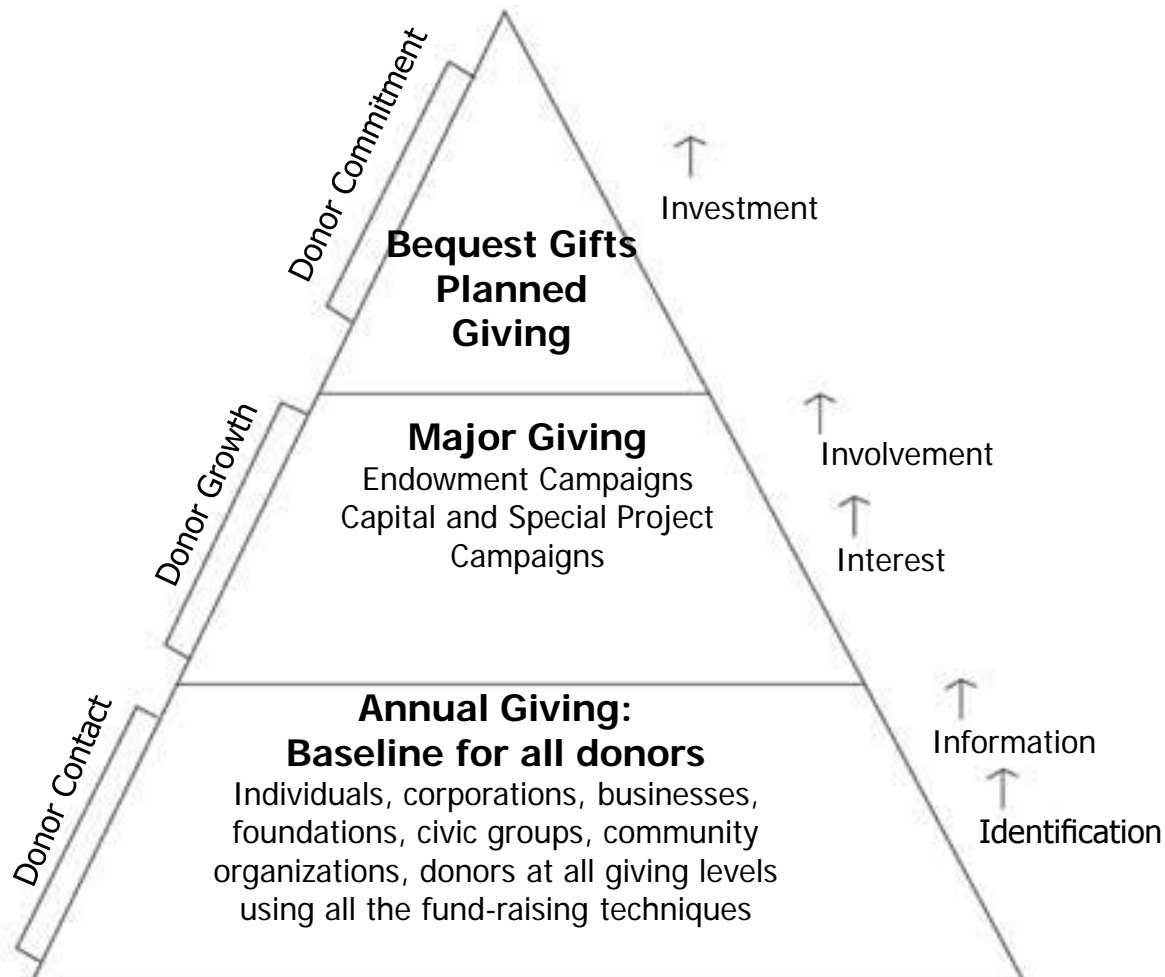 Donor Commitment
Investment
Bequest Gifts
Planned
Giving
Donor Growth
Major Giving
Endowment Campaigns
Capital and Special Project
Campaigns
Involvement
Interest
Donor Contact
Annual Giving:
Baseline for all donors
Individuals, corporations, businesses,
foundations, civic groups, community
organizations, donors at all giving levels
using all the fund-raising techniques
Information
Identification